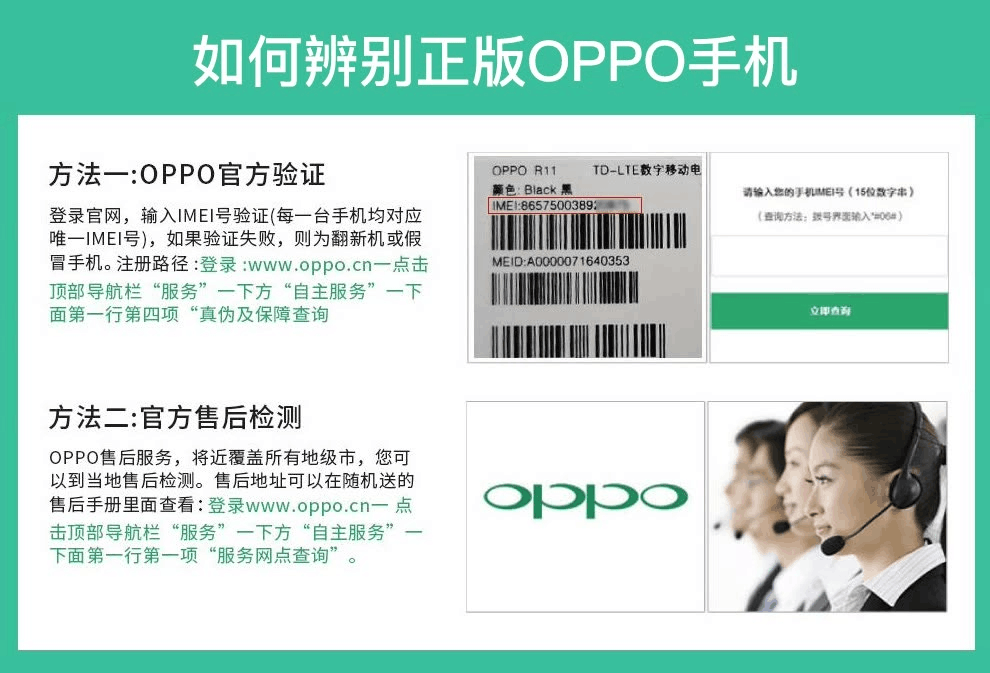 如何辨别正版OPPO手机
方法一:OPPO官方验证
登录官网，输入IMEI号验证(每一台手机均对应
唯一IMEI号)，如果验证失败，则为翻新机或假
冒手机。注册路径 :登录 :www.oppo.cn一点击
顶部导航栏“服务”一下方“自主服务”一下
面第一行第四项“真伪及保障查询
OPPO R11 TD-LTE数字移动电
颜色: Black 黑
IMEI:8657500389
MEID:A0000071640353
请输入您的手机IMEI号（15位数字串）
（查询方法：拨号界面输入"*#06#）
立即查询
方法二:官方售后检测
OPPO售后服务，将近覆盖所有地级市，您可
以到当地售后检测。售后地址可以在随机送的
售后手册里面查看：登录www.oppo.cn一 点
击顶部导航栏“服务”一下方“自主服务” 一
下面第一行第一项“服务网点查询”。
oppo